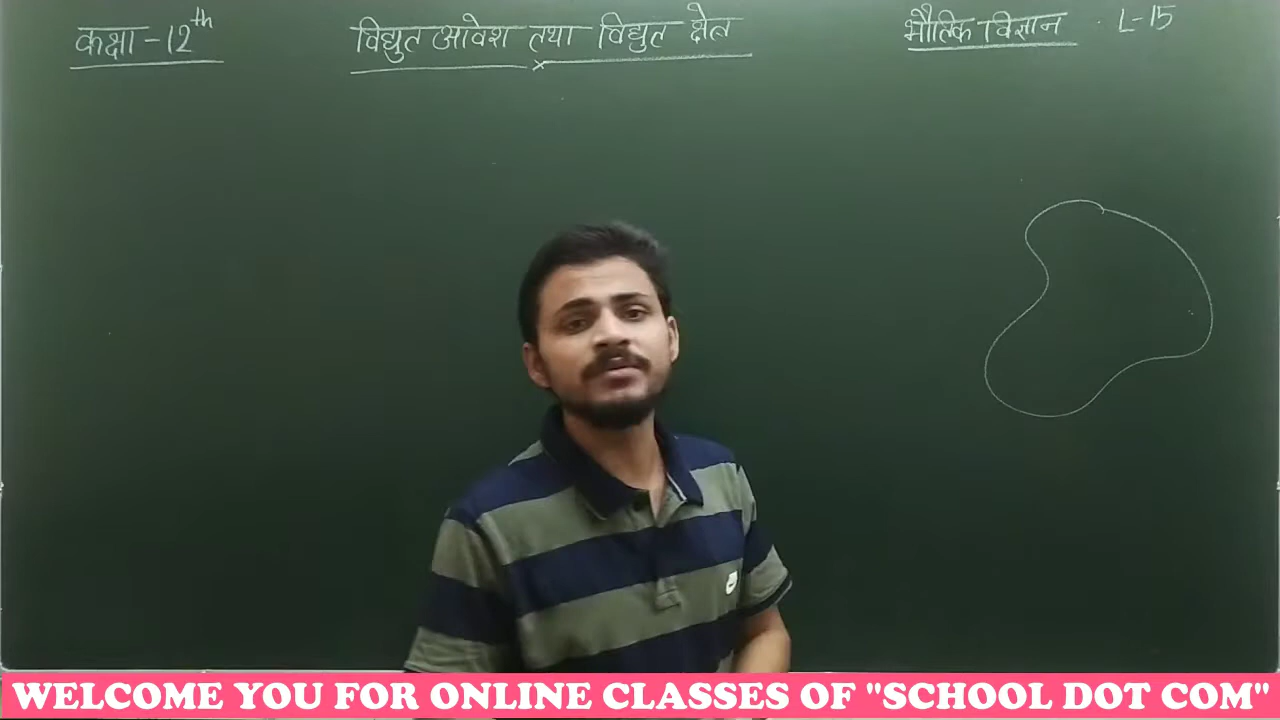 कक्षा - 12th
विद्युत आवेश तथा विद्युत क्षेत्र
भौतिक विज्ञान L-15
WELCOME YOU FOR ONLINE CLASSES OF "SCHOOL DOT COM"